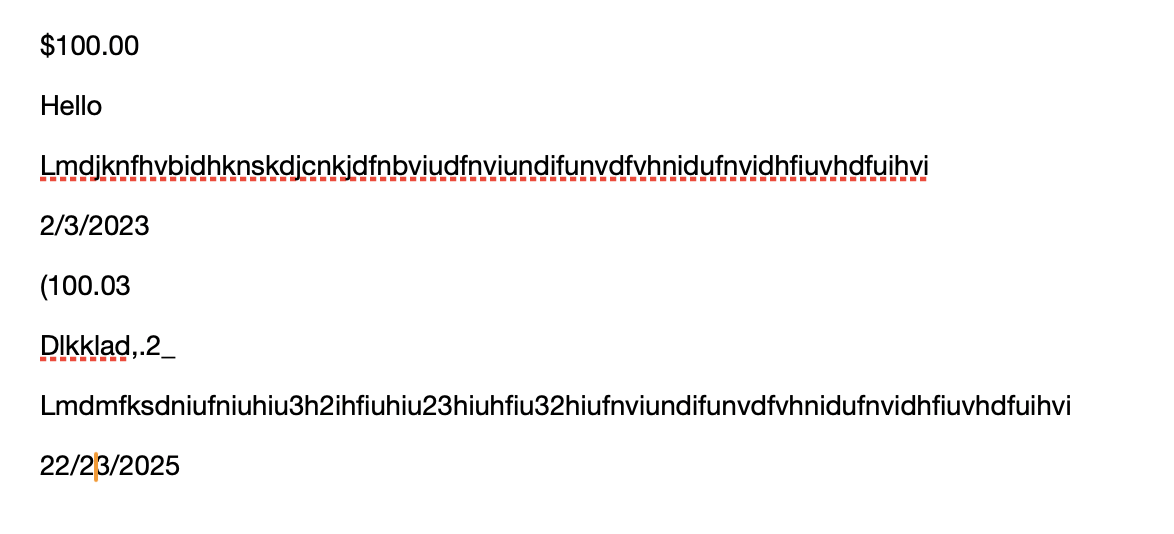 $100.00
Hello
Lmdjknfhvbidhknskdjcnkjdfnbviudfnviundifunvdfvhnidufnvidhfiuvhdfuihvi
2/3/2023
(100.03
Dlkklad,.2_
Lmdmfksdniufniuhiu3h2ihfiuhiu23hiuhfiu32hiufnviundifunvdfvhnidufnvidhfiuvhdfuihvi
22/23/2025